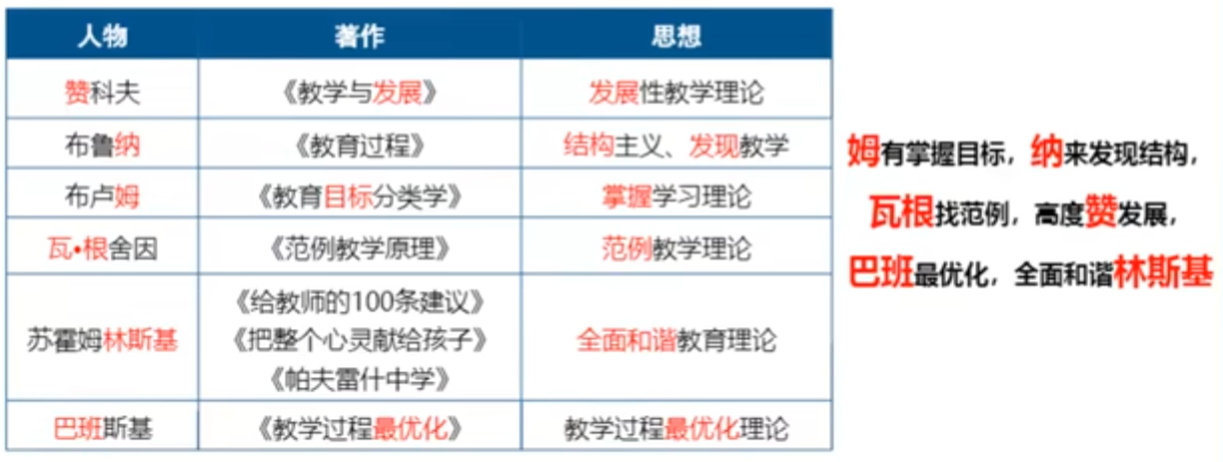 人物 著作 思想
赞科夫 《教学与发展》 发展性教学理论
布鲁纳 《教育过程》 结构主义、发现教学
布卢姆 《教育目标分类学》 掌握学习理论
瓦•根舍因 《范例教学原理》 范例教学理论
苏霍姆林斯基 《给教师的100条建议》
《把整个心灵献给孩子》
《帕夫雷什中学》 全面和谐教育理论
巴班斯基 《教学过程最优化》 教学过程最优化理论
姆有掌握目标，纳来发现结构，
瓦根找范例，高度赞发展，
巴班最优化，全面和谐林斯基